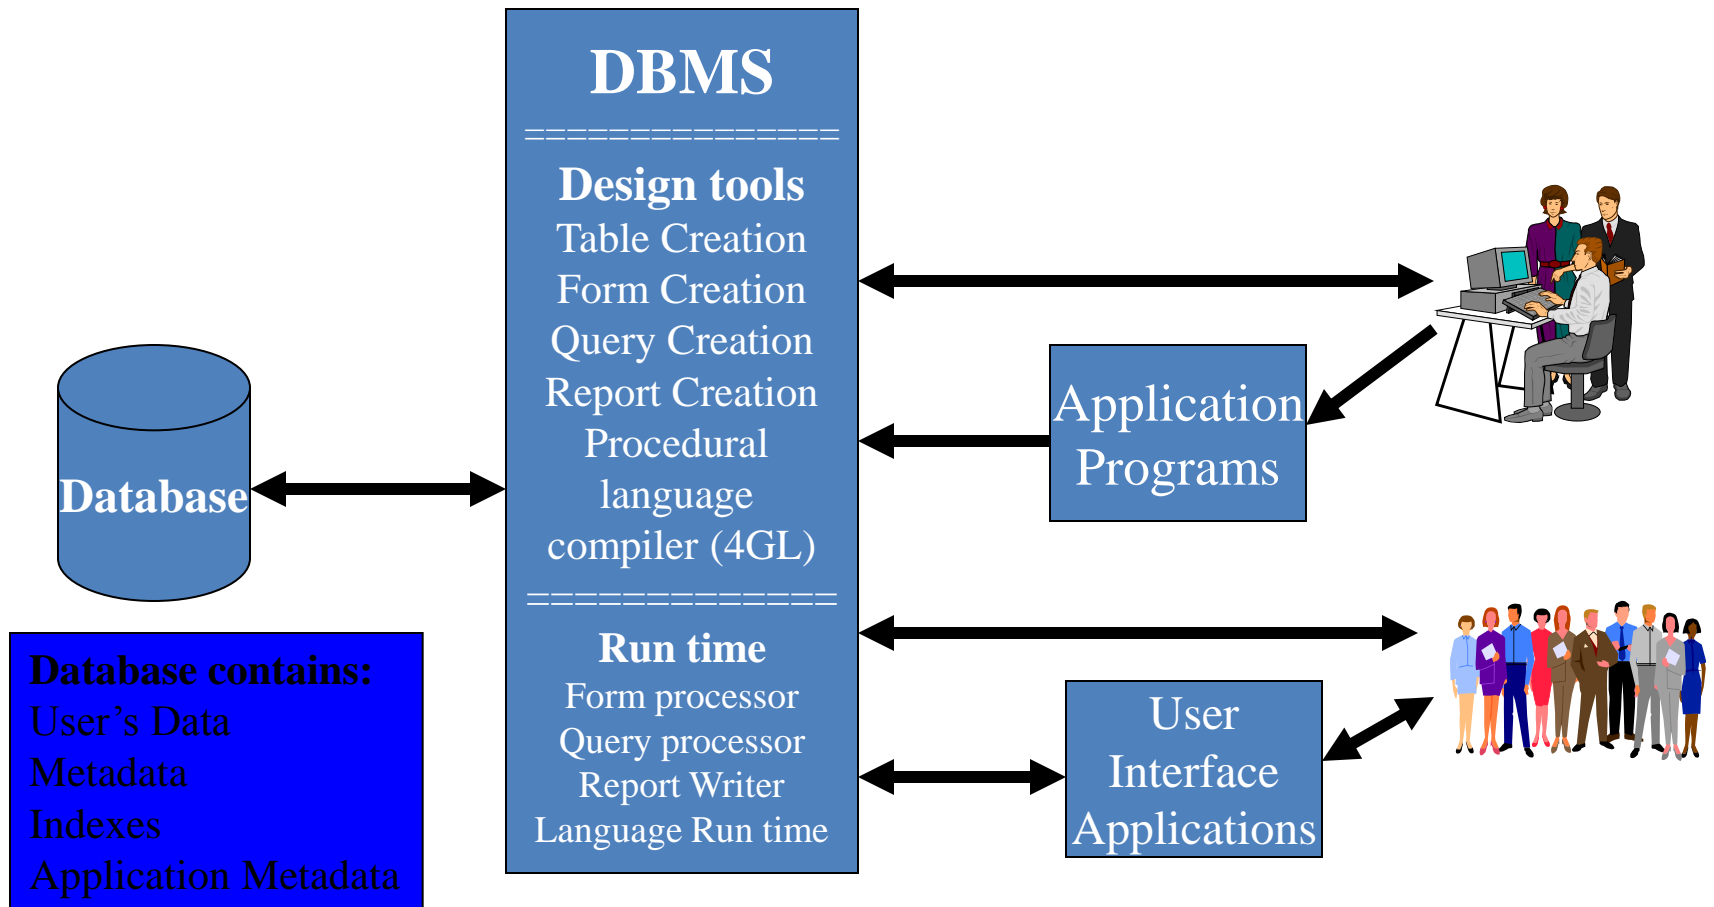 DBMS
===============
Design tools
Table Creation
Form Creation
Query Creation
Report Creation
Procedural
language
compiler (4GL)
=============
Run time
Form processor
Query processor
Report Writer
Language Run time
Database
Database contains:
User’s Data
Metadata
Indexes
Application Metadata
Application
Programs
User
Interface
Applications